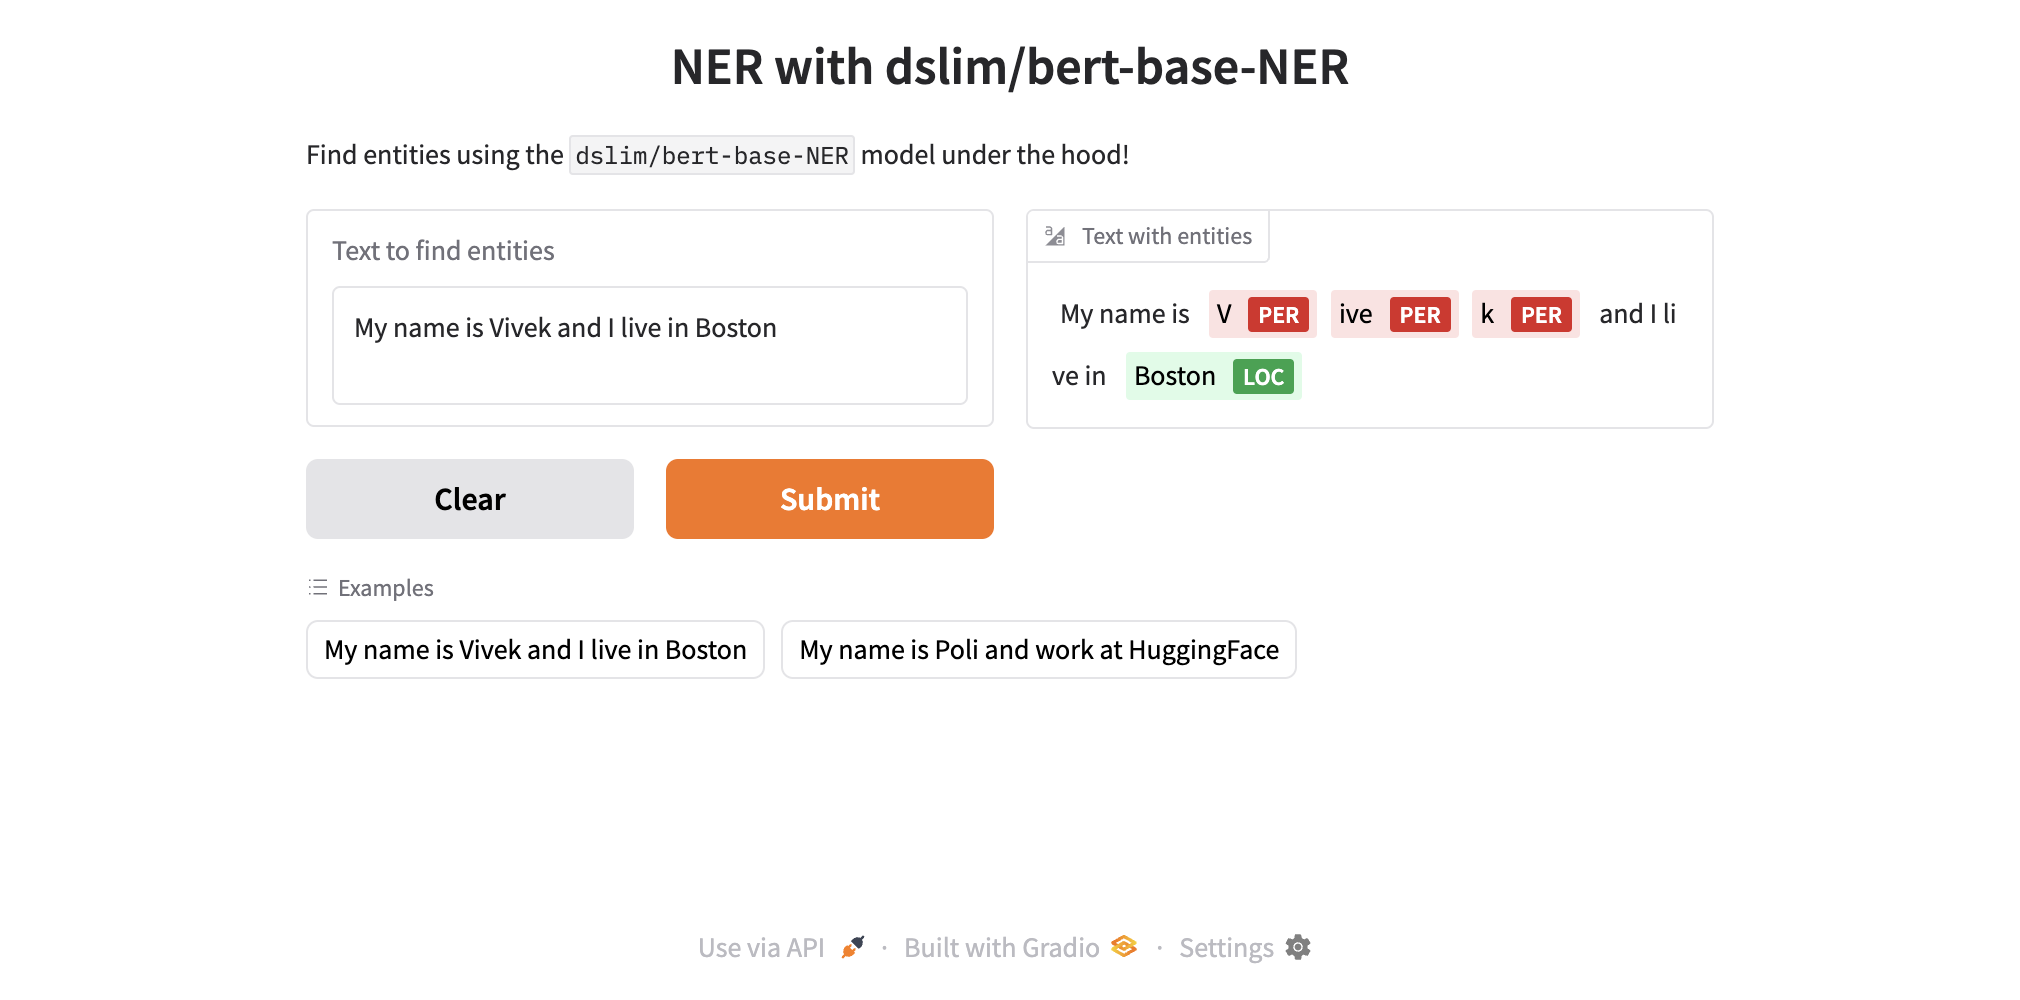 NER with dslim/bert-base-NER
Find entities using the dslim/bert-base-NER model under the hood!
Text to find entities
My name is Vivek and I live in Boston
Text with entities
My name is V PER ive PER k PER and I li
ve in Boston LOC
Clear
Submit
Examples
My name is Vivek and I live in Boston
My name is Poli and work at HuggingFace
Use via API · Built with Gradio · Settings